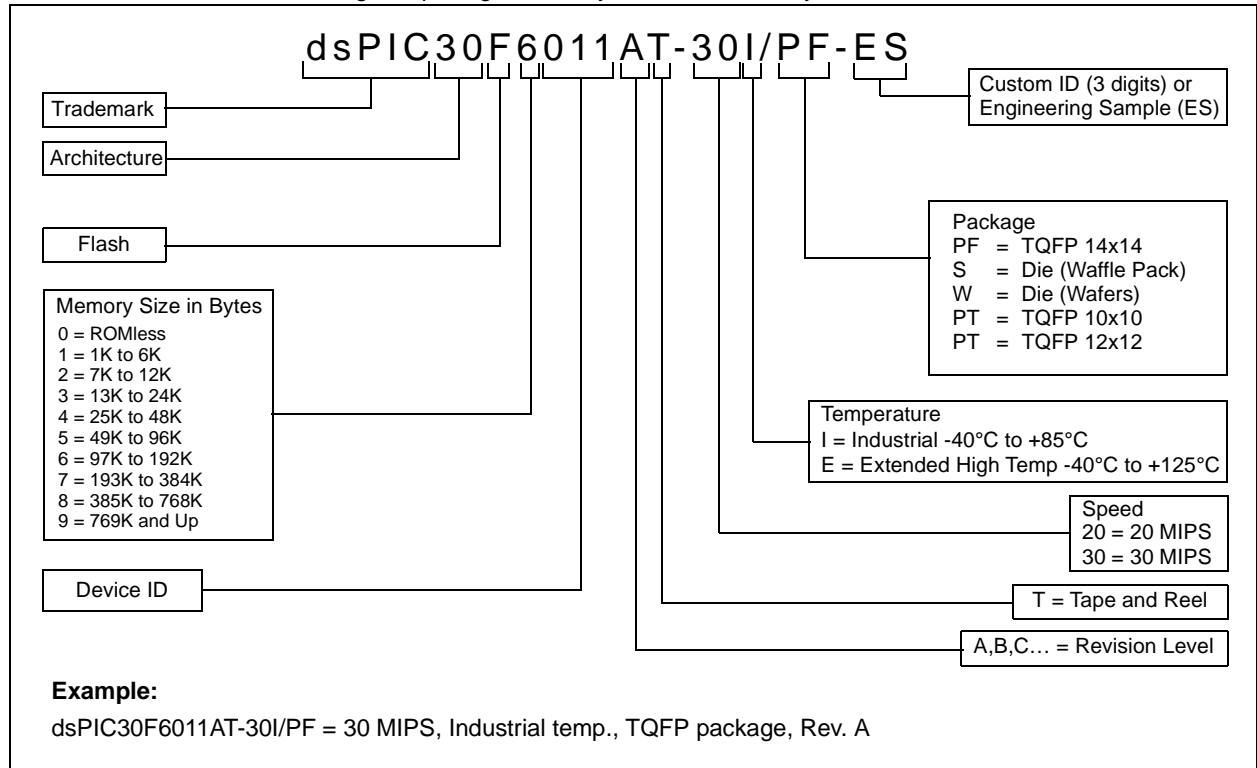 dsPIC30F6011AT-30I/PF-ES
Trademark
Architecture
Flash
Memory Size in Bytes
0 = ROMless
1 = 1K to 6K
2 = 7K to 12K
3 = 13K to 24K
4 = 25K to 48K
5 = 49K to 96K
6 = 97K to 192K
7 = 193K to 384K
8 = 385K to 768K
9 = 769K and Up
Device ID
Custom ID (3 digits) or
Engineering Sample (ES)
Package
PF = TQFP 14x14
S = Die (Waffle Pack)
W = Die (Wafers)
PT = TQFP 10x10
PT = TQFP 12x12
Temperature
I = Industrial -40°C to +85°C
E = Extended High Temp -40°C to +125°C
Speed
20 = 20 MIPS
30 = 30 MIPS
T = Tape and Reel
A,B,C… = Revision Level
Example:
dsPIC30F6011AT-30I/PF = 30 MIPS, Industrial temp., TQFP package, Rev. A